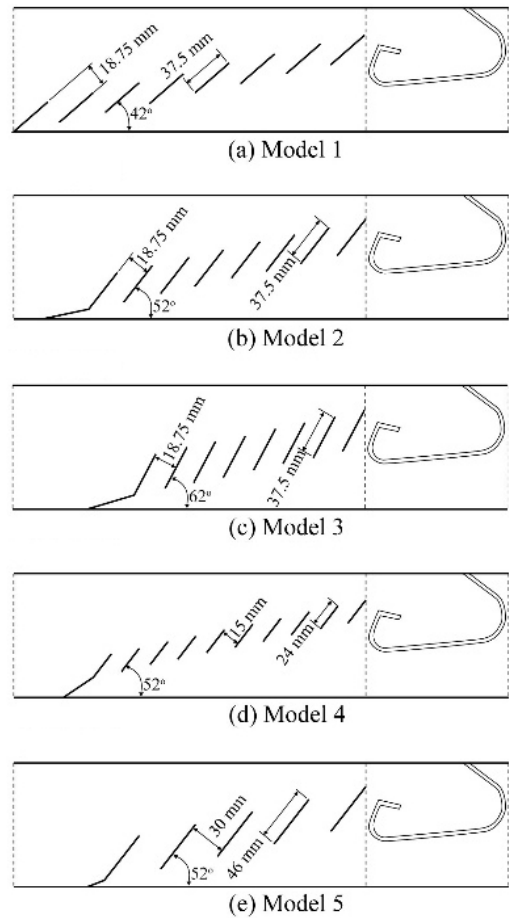 18.75 mm
37.5 mm
42°
(a) Model 1
18.75 mm
37.5 mm
52°
(b) Model 2
18.75 mm
37.5 mm
62°
(c) Model 3
15 mm
24 mm
52°
(d) Model 4
30 mm
46 mm
52°
(e) Model 5